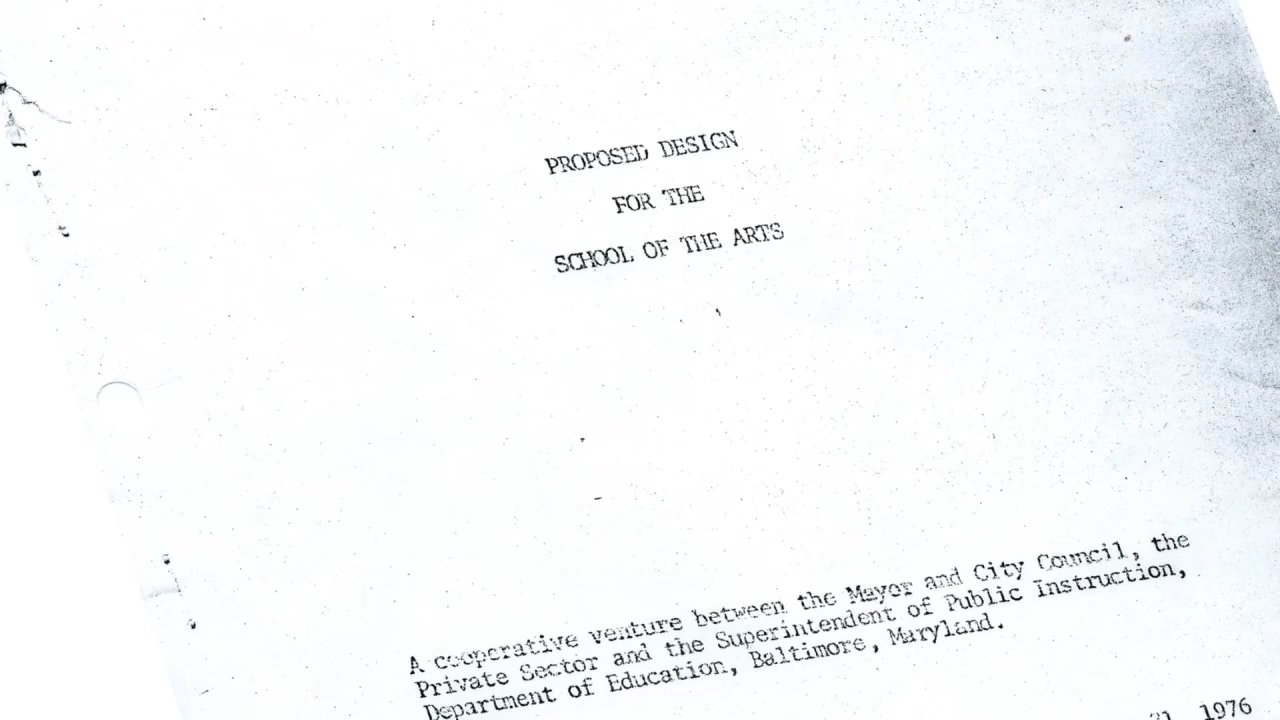 PROPOSED DESIGN
FOR THE
SCHOOL OF THE ARTS
A cooperative venture between the Mayor and City Council, the
Private Sector and the Superintendent of Public Instruction,
Department of Education, Baltimore, Maryland.
1976